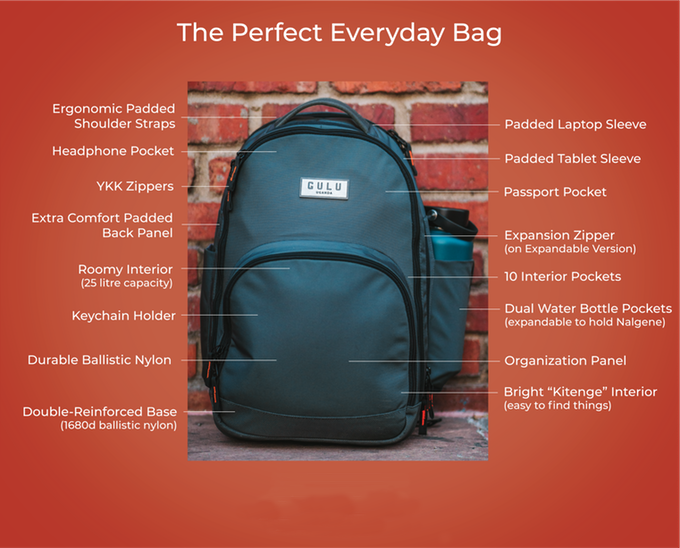 The Perfect Everyday Bag
Ergonomic Padded
Shoulder Straps
Headphone Pocket
YKK Zippers
Extra Comfort Padded
Back Panel
Roomy Interior
(25 litre capacity)
Keychain Holder
Durable Ballistic Nylon
Double-Reinforced Base
(1680d ballistic nylon)
GULU
UGANDA
Padded Laptop Sleeve
Padded Tablet Sleeve
Passport Pocket
Expansion Zipper
(on Expandable Version)
10 Interior Pockets
Dual Water Bottle Pockets
(expandable to hold Nalgene)
Organization Panel
Bright “Kitenge” Interior
(easy to find things)